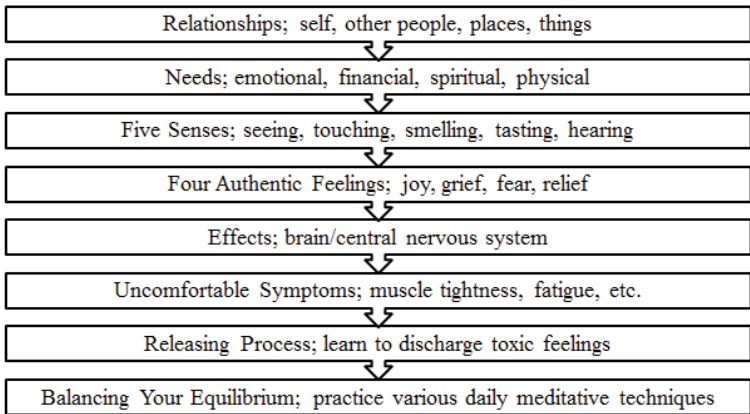 Relationships; self, other people, places, things
Needs; emotional, financial, spiritual, physical
Five Senses; seeing, touching, smelling, tasting, hearing
Four Authentic Feelings; joy, grief, fear, relief
Effects; brain/central nervous system
Uncomfortable Symptoms; muscle tightness, fatigue, etc.
Releasing Process; learn to discharge toxic feelings
Balancing Your Equilibrium; practice various daily meditative techniques